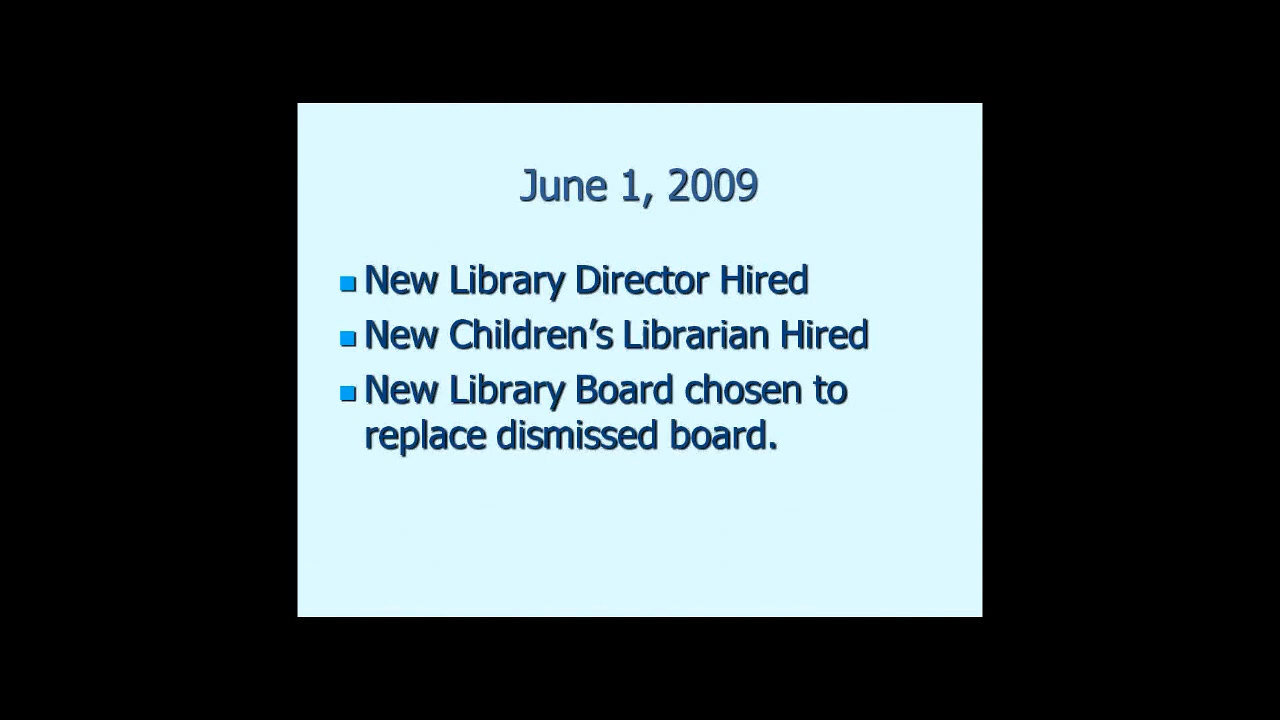 June 1, 2009
New Library Director Hired
New Children’s Librarian Hired
New Library Board chosen to
replace dismissed board.